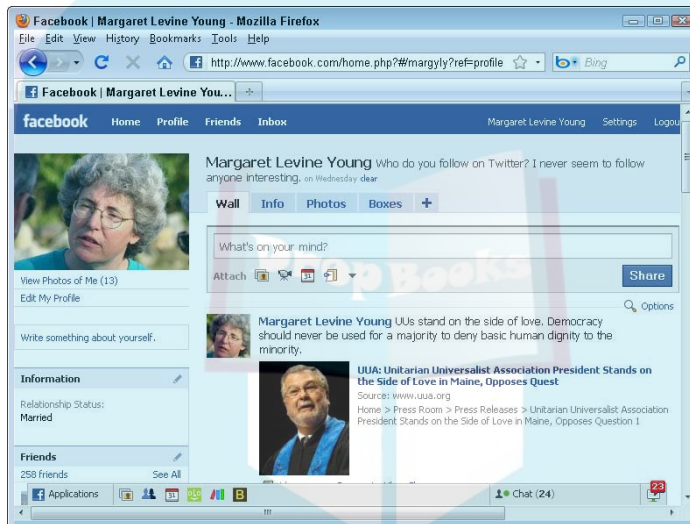 Facebook | Margaret Levine Young - Mozilla Firefox
File Edit View History Bookmarks Tools Help
http://www.facebook.com/home.php?#/margyly?ref=profile Bing
Facebook | Margaret Levine You...
facebook Home Profile Friends Inbox Margaret Levine Young Settings Logou
Margaret Levine Young Who do you follow on Twitter? I never seem to follow
anyone interesting. on Wednesday clear
Wall Info Photos Boxes +
What's on your mind?
Attach 31 Share
View Photos of Me (13)
Edit My Profile
Options
Write something about yourself.
Margaret Levine Young UUs stand on the side of love. Democracy
should never be used for a majority to deny basic human dignity to the
minority.
UUA: Unitarian Universalist Association President Stands on
the Side of Love in Maine, Opposes Quest
Source: www.uua.org
Home > Press Room > Press Releases > Unitarian Universalist Association
President Stands on the Side of Love in Maine, Opposes Question 1
Information
Relationship Status:
Married
Friends
258 friends See All
Applications 31 B Chat (24) 23
PropBooks